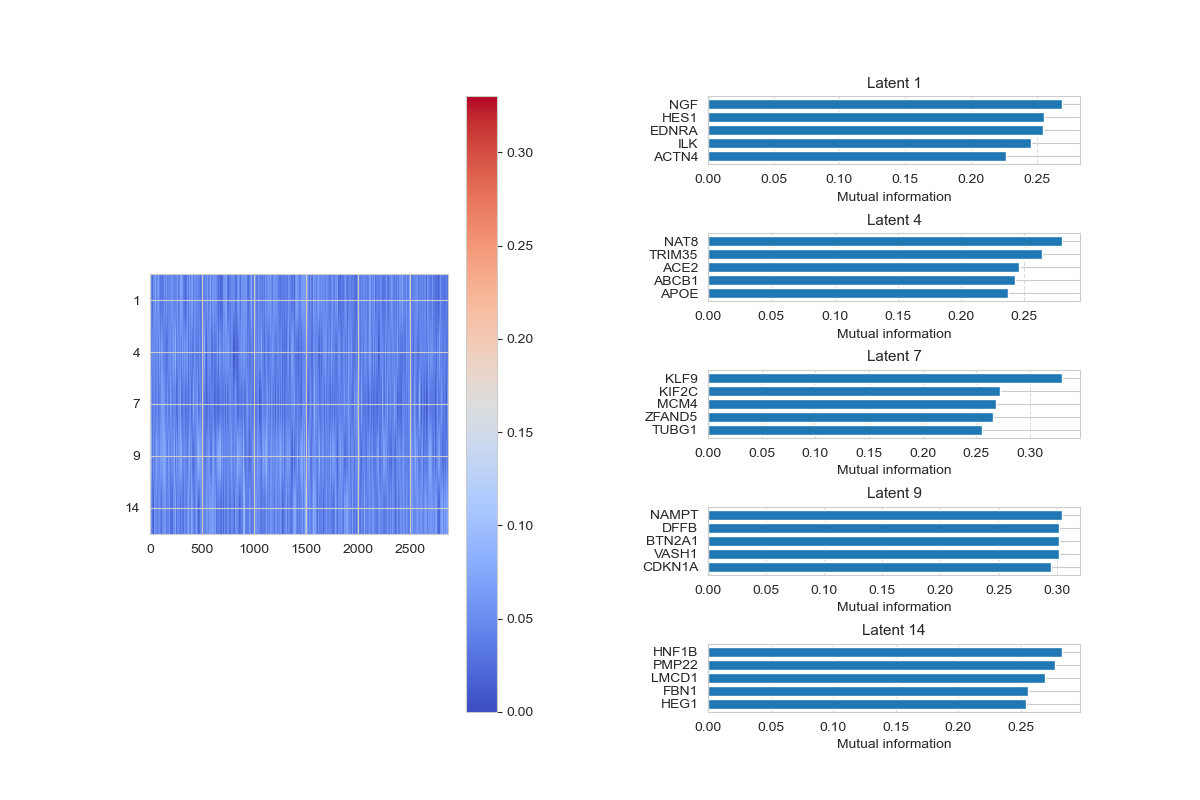 1
4
7
9
14
0 500 1000 1500 2000 2500
0.30
0.25
0.20
0.15
0.10
0.05
0.00
Latent 1
NGF
HES1
EDNRA
ILK
ACTN4
0.00 0.05 0.10 0.15 0.20 0.25
Mutual information
Latent 4
NAT8
TRIM35
ACE2
ABCB1
APOE
0.00 0.05 0.10 0.15 0.20 0.25
Mutual information
Latent 7
KLF9
KIF2C
MCM4
ZFAND5
TUBG1
0.00 0.05 0.10 0.15 0.20 0.25 0.30
Mutual information
Latent 9
NAMPT
DFFB
BTN2A1
VASH1
CDKN1A
0.00 0.05 0.10 0.15 0.20 0.25 0.30
Mutual information
Latent 14
HNF1B
PMP22
LMCD1
FBN1
HEG1
0.00 0.05 0.10 0.15 0.20 0.25
Mutual information